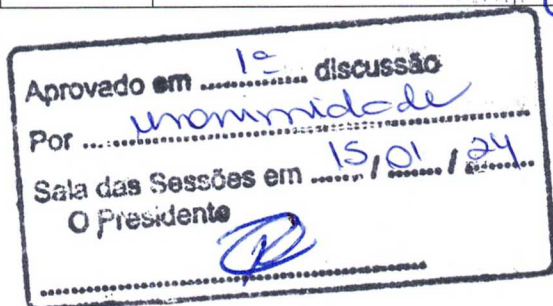 Aprovado em 1ª discussão
Por unanimidade
Sala das Sessões em 15/01/24
O Presidente